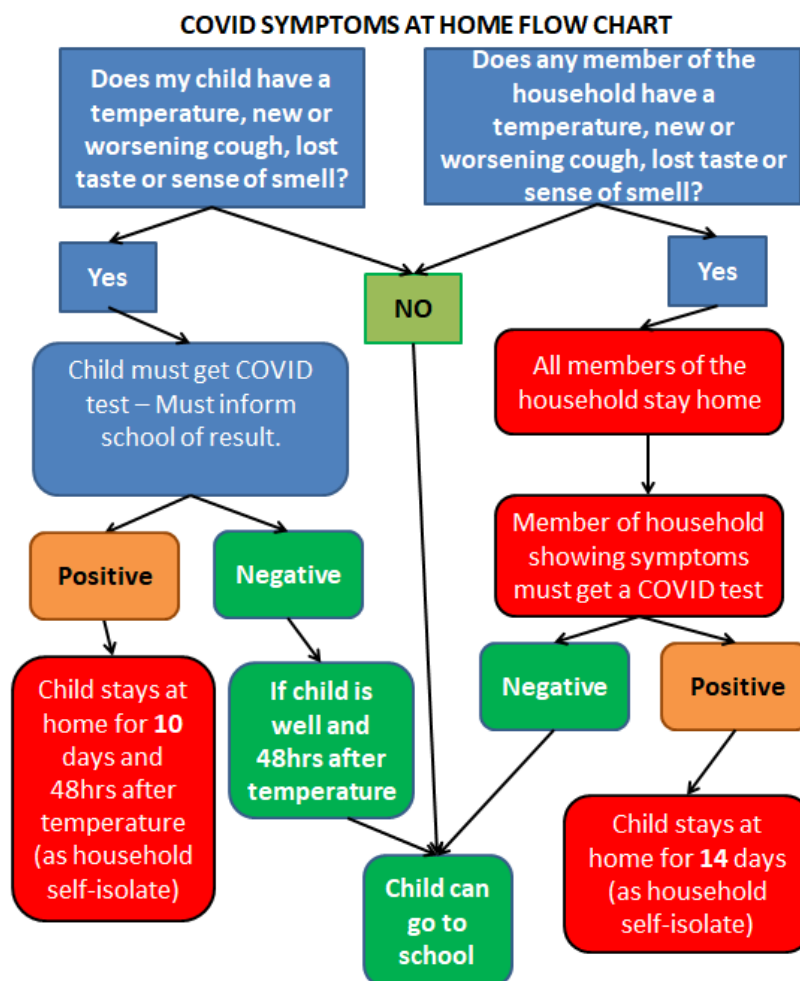 COVID SYMPTOMS AT HOME FLOW CHART
Does my child have a
temperature, new or
worsening cough, lost
taste or sense of smell?
Does any member of the
household have a
temperature, new or
worsening cough, lost taste or
sense of smell?
Yes
NO
Yes
Child must get COVID
test – Must inform
school of result.
All members of the
household stay home
Member of household
showing symptoms
must get a COVID test
Positive
Negative
Negative
Positive
Child stays at
home for 10
days and
48hrs after
temperature
(as household
self-isolate)
If child is
well and
48hrs after
temperature
Child stays at
home for 14 days
(as household
self-isolate)
Child can
go to
school